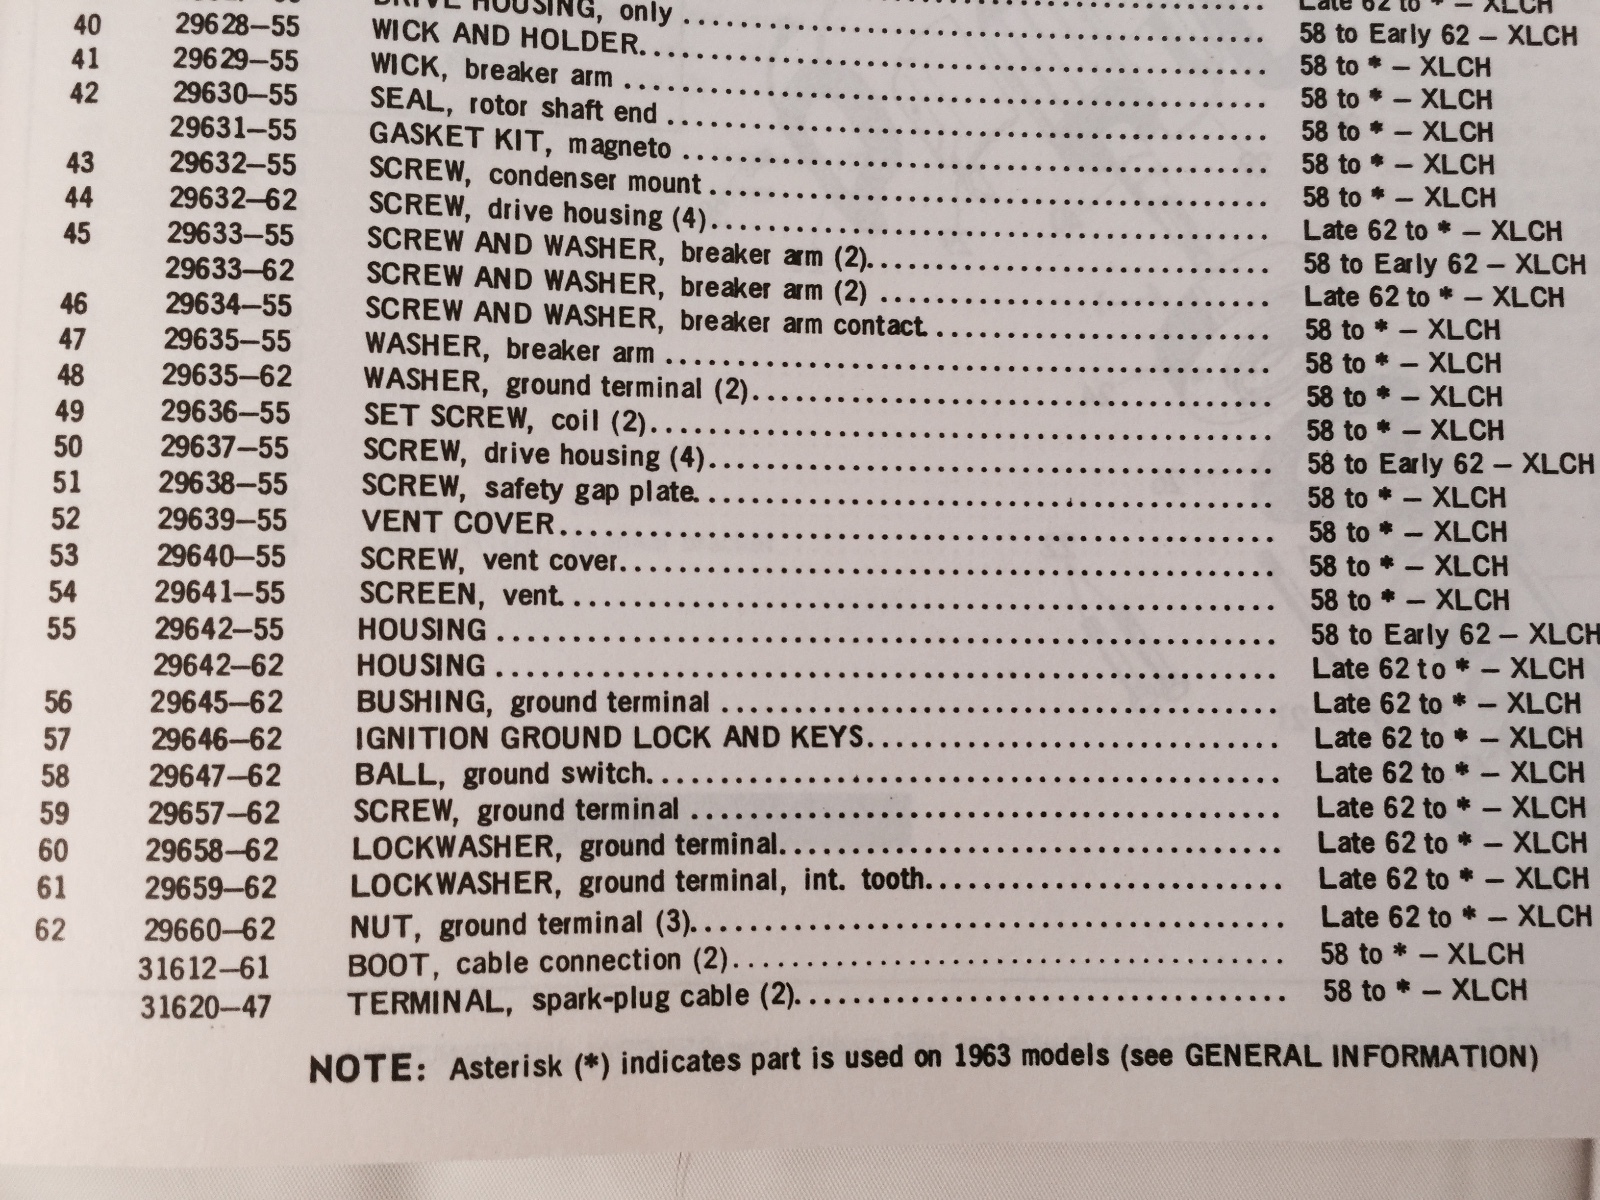 Late 62 to * – XLCH
DRIVE HOUSING, only ........ 58 to Early 62 – XLCH
40 29628–55 WICK AND HOLDER........ 58 to * – XLCH
41 29629–55 WICK, breaker arm ........ 58 to * – XLCH
42 29630–55 SEAL, rotor shaft end ........ 58 to * – XLCH
29631–55 GASKET KIT, magneto ........ 58 to * – XLCH
43 29632–55 SCREW, condenser mount ........ 58 to * – XLCH
44 29632–62 SCREW, drive housing (4)........ Late 62 to * – XLCH
45 29633–55 SCREW AND WASHER, breaker arm (2)........ 58 to Early 62 – XLCH
29633–62 SCREW AND WASHER, breaker arm (2) ........ Late 62 to * – XLCH
46 29634–55 SCREW AND WASHER, breaker arm contact........ 58 to * – XLCH
47 29635–55 WASHER, breaker arm ........ 58 to * – XLCH
48 29635–62 WASHER, ground terminal (2)........ 58 to * – XLCH
49 29636–55 SET SCREW, coil (2)........ 58 to * – XLCH
50 29637–55 SCREW, drive housing (4)........ 58 to Early 62 – XLCH
51 29638–55 SCREW, safety gap plate........ 58 to * – XLCH
52 29639–55 VENT COVER........ 58 to * – XLCH
53 29640–55 SCREW, vent cover........ 58 to * – XLCH
54 29641–55 SCREEN, vent........ 58 to * – XLCH
55 29642–55 HOUSING ........ 58 to Early 62 – XLCH
29642–62 HOUSING ........ Late 62 to * – XLCH
56 29645–62 BUSHING, ground terminal ........ Late 62 to * – XLCH
57 29646–62 IGNITION GROUND LOCK AND KEYS........ Late 62 to * – XLCH
58 29647–62 BALL, ground switch........ Late 62 to * – XLCH
59 29657–62 SCREW, ground terminal ........ Late 62 to * – XLCH
60 29658–62 LOCKWASHER, ground terminal........ Late 62 to * – XLCH
61 29659–62 LOCKWASHER, ground terminal, int. tooth........ Late 62 to * – XLCH
62 29660–62 NUT, ground terminal (3)........ Late 62 to * – XLCH
31612–61 BOOT, cable connection (2)........ 58 to * – XLCH
31620–47 TERMINAL, spark-plug cable (2)........ 58 to * – XLCH
NOTE: Asterisk (*) indicates part is used on 1963 models (see GENERAL INFORMATION)